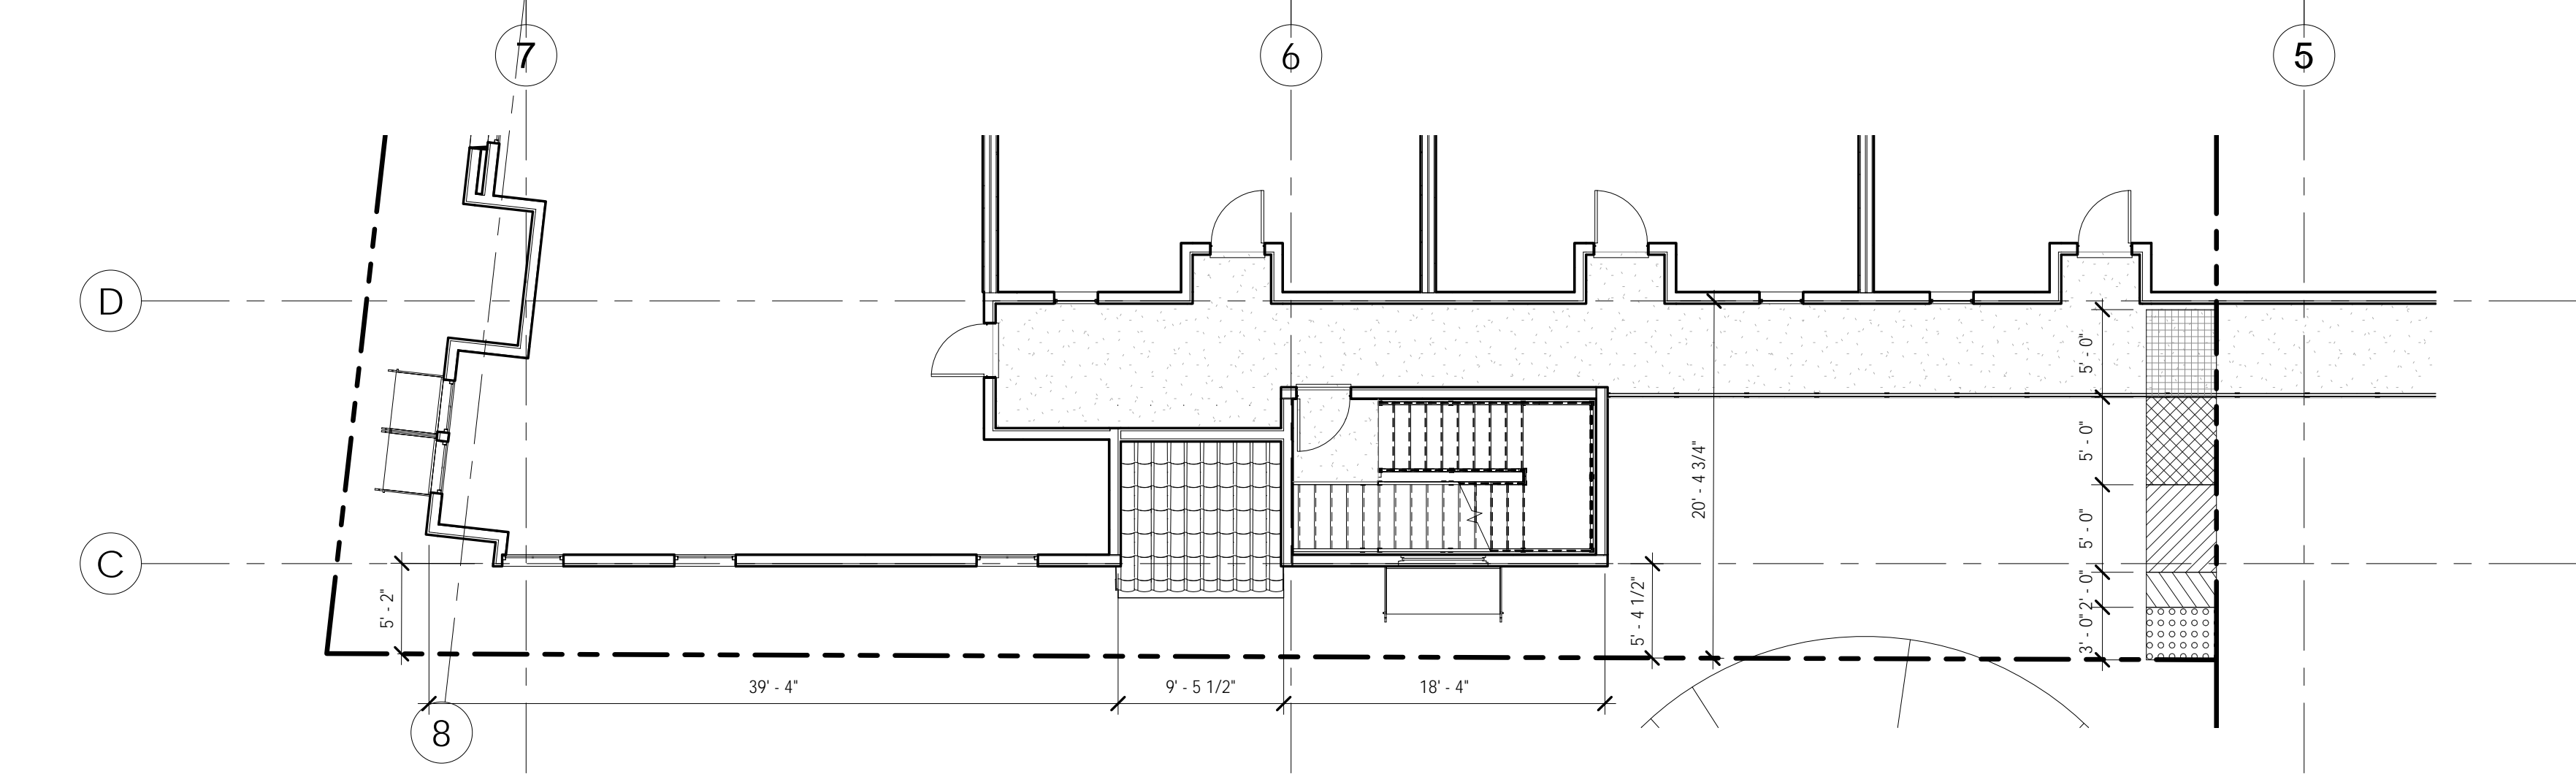 7
6
5
D
C
5' - 0"
5' - 0"
5' - 0"
2' - 0"
3' - 0"
20' - 4 3/4"
5' - 4 1/2"
5' - 2"
39' - 4"
9' - 5 1/2"
18' - 4"
8